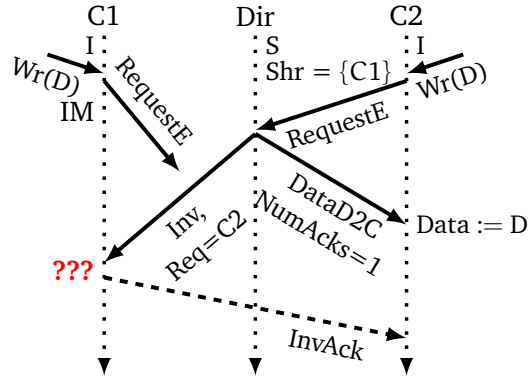 C1 Dir C2
I S I
Wr(D) RequestE Shr = {C1} Wr(D)
IM RequestE
Inv, DataD2C
Req=C2 NumAcks=1 Data := D
???
InvAck